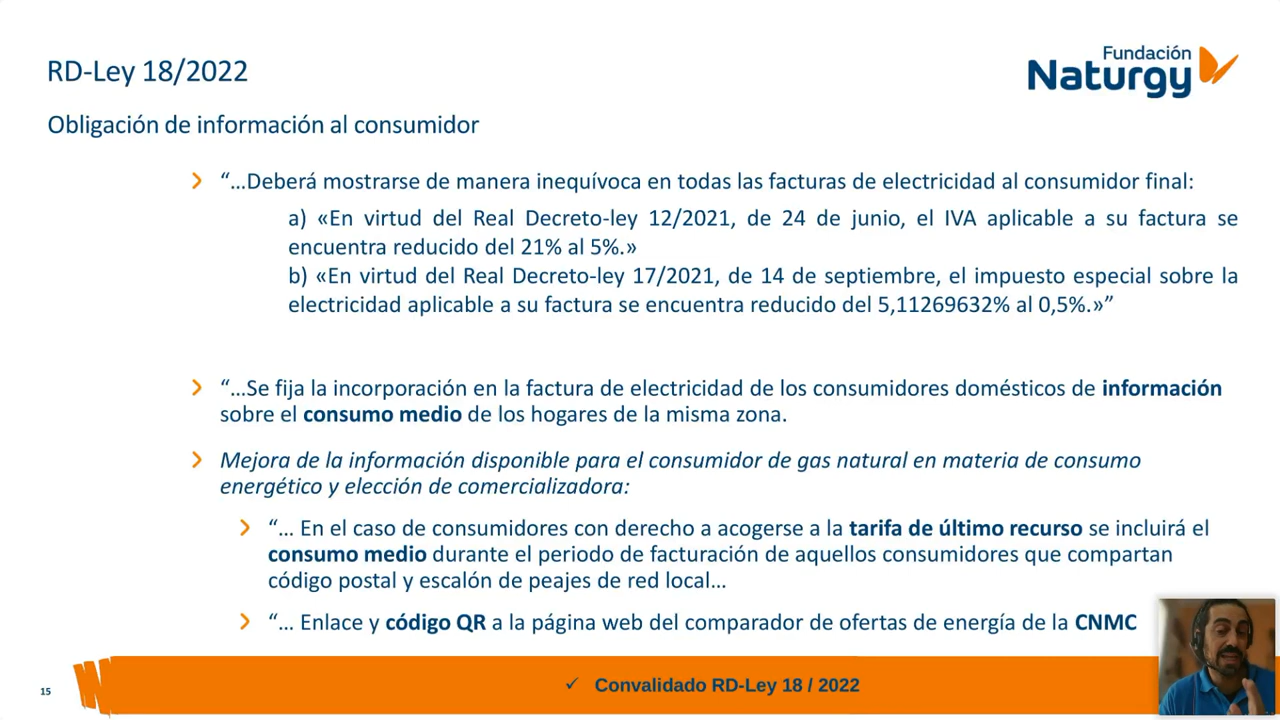 RD-Ley 18/2022
Fundación
Naturgy
Obligación de información al consumidor
“…Deberá mostrarse de manera inequívoca en todas las facturas de electricidad al consumidor final:
a) «En virtud del Real Decreto-ley 12/2021, de 24 de junio, el IVA aplicable a su factura se
encuentra reducido del 21% al 5%.»
b) «En virtud del Real Decreto-ley 17/2021, de 14 de septiembre, el impuesto especial sobre la
electricidad aplicable a su factura se encuentra reducido del 5,11269632% al 0,5%.»”
“…Se fija la incorporación en la factura de electricidad de los consumidores domésticos de información
sobre el consumo medio de los hogares de la misma zona.
Mejora de la información disponible para el consumidor de gas natural en materia de consumo
energético y elección de comercializadora:
“… En el caso de consumidores con derecho a acogerse a la tarifa de último recurso se incluirá el
consumo medio durante el periodo de facturación de aquellos consumidores que compartan
código postal y escalón de peajes de red local…
“… Enlace y código QR a la página web del comparador de ofertas de energía de la CNMC
15
✓ Convalidado RD-Ley 18 / 2022